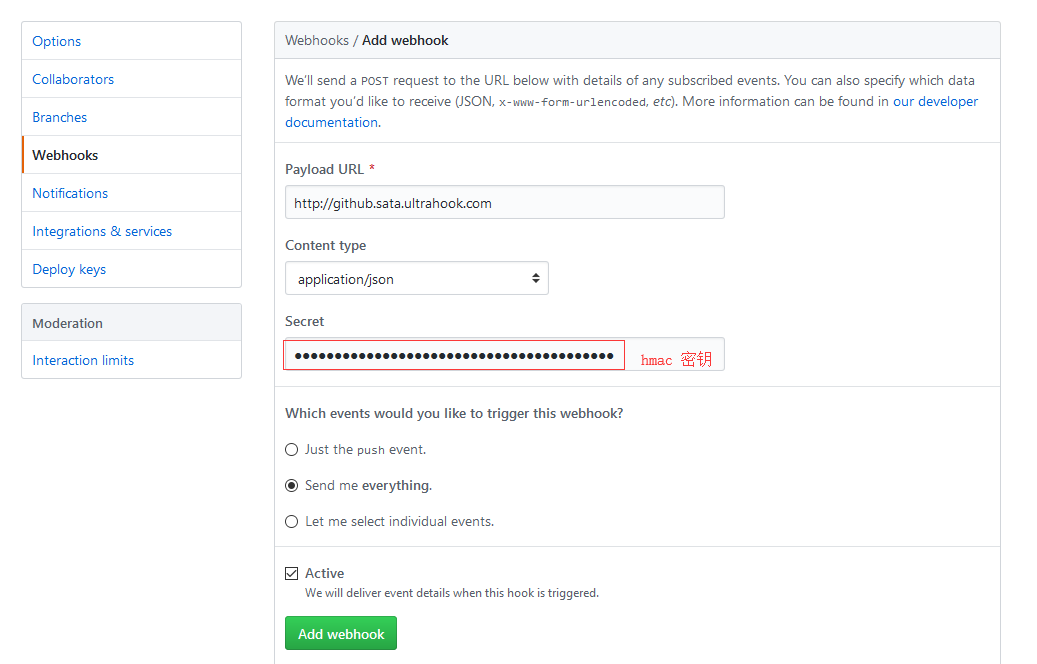 Options
Collaborators
Branches
Webhooks
Notifications
Integrations & services
Deploy keys
Moderation
Interaction limits
Webhooks / Add webhook
We'll send a POST request to the URL below with details of any subscribed events. You can also specify which data
format you'd like to receive (JSON, x-www-form-urlencoded, etc). More information can be found in our developer
documentation.
Payload URL *
http://github.sata.ultrahook.com
Content type
application/json
Secret
●●●●●●●●●●●●●●●●●●●●●●●●●●●●●●●●●●●●●●●● hmac 密钥
Which events would you like to trigger this webhook?
Just the push event.
Send me everything.
Let me select individual events.
Active
We will deliver event details when this hook is triggered.
Add webhook